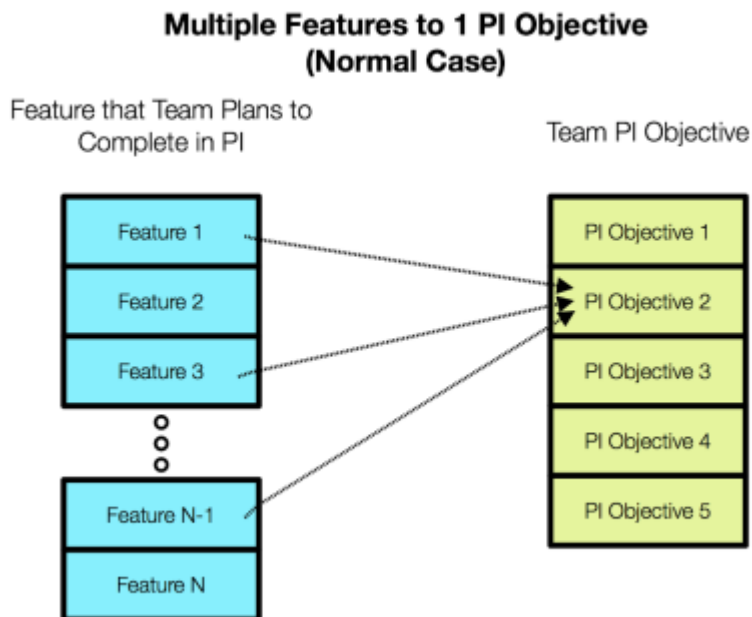 Multiple Features to 1 PI Objective
(Normal Case)
Feature that Team Plans to
Complete in PI
Team PI Objective
Feature 1
Feature 2
Feature 3
Feature N-1
Feature N
PI Objective 1
PI Objective 2
PI Objective 3
PI Objective 4
PI Objective 5